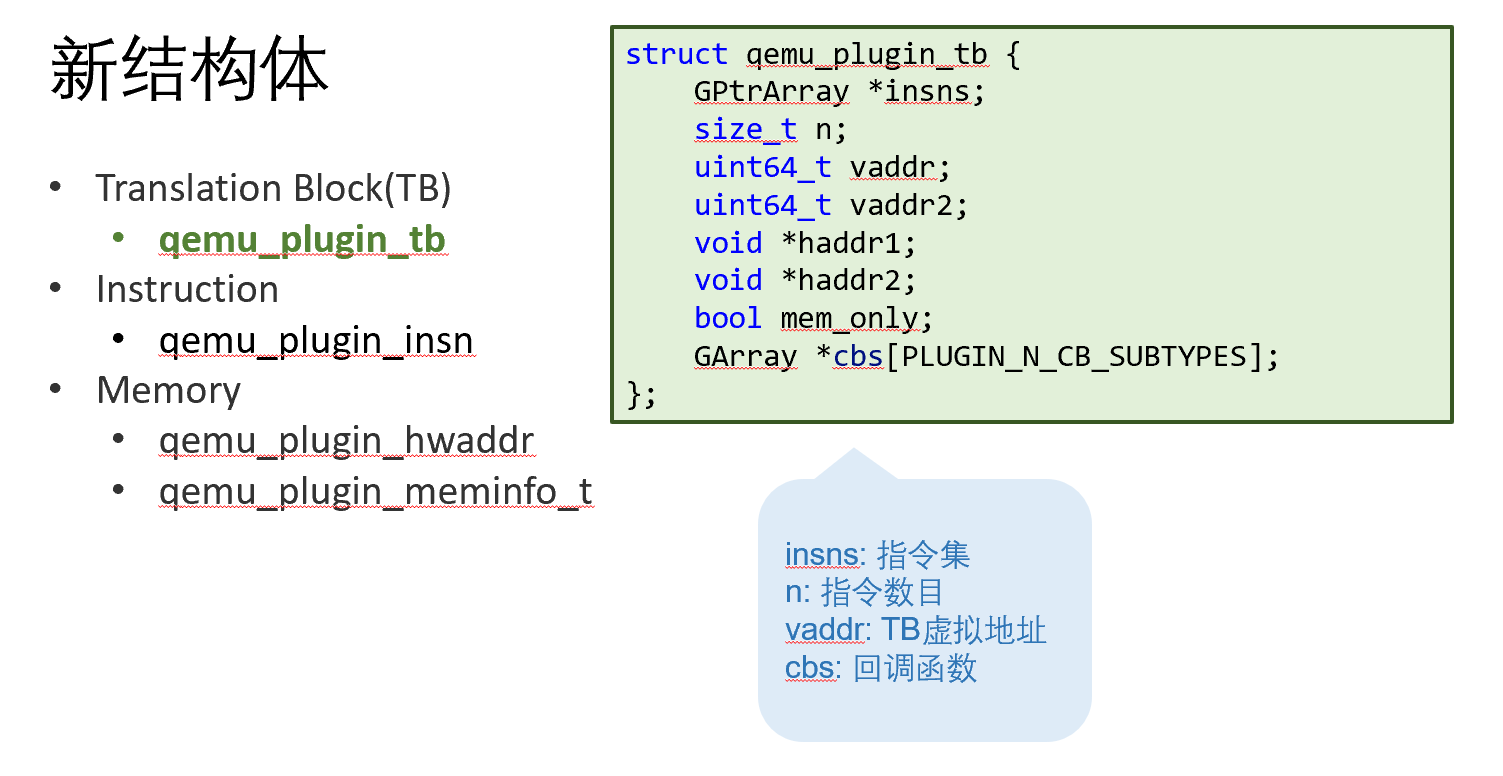 新结构体
• Translation Block(TB)
• qemu_plugin_tb
• Instruction
• qemu_plugin_insn
• Memory
• qemu_plugin_hwaddr
• qemu_plugin_meminfo_t
struct qemu_plugin_tb {
    GPtrArray *insns;
    size_t n;
    uint64_t vaddr;
    uint64_t vaddr2;
    void *haddr1;
    void *haddr2;
    bool mem_only;
    GArray *cbs[PLUGIN_N_CB_SUBTYPES];
};
insns: 指令集
n: 指令数目
vaddr: TB虚拟地址
cbs: 回调函数